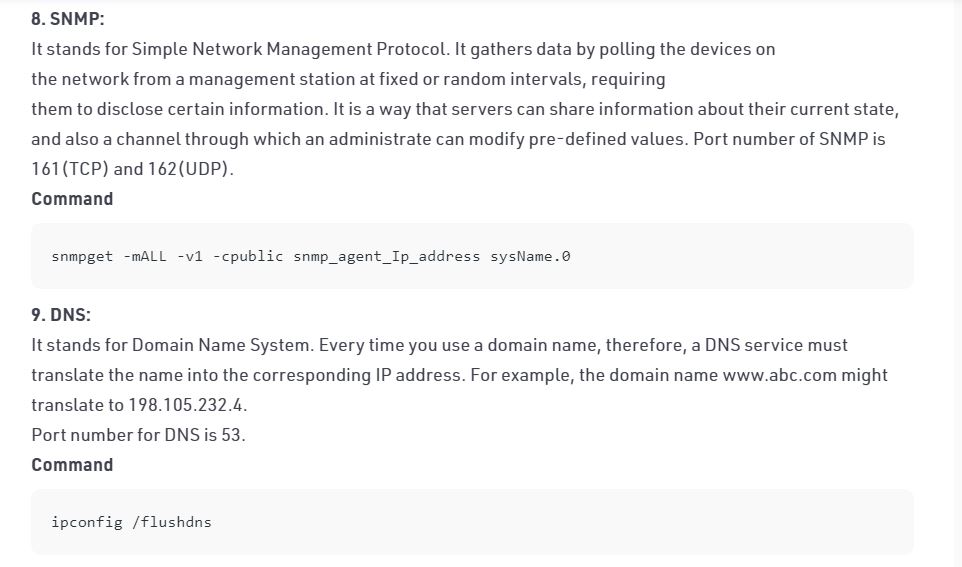 8. SNMP:
It stands for Simple Network Management Protocol. It gathers data by polling the devices on
the network from a management station at fixed or random intervals, requiring
them to disclose certain information. It is a way that servers can share information about their current state,
and also a channel through which an administrate can modify pre-defined values. Port number of SNMP is
161(TCP) and 162(UDP).
Command
snmpget -mALL -v1 -cpublic snmp_agent_Ip_address sysName.0
9. DNS:
It stands for Domain Name System. Every time you use a domain name, therefore, a DNS service must
translate the name into the corresponding IP address. For example, the domain name www.abc.com might
translate to 198.105.232.4.
Port number for DNS is 53.
Command
ipconfig /flushdns